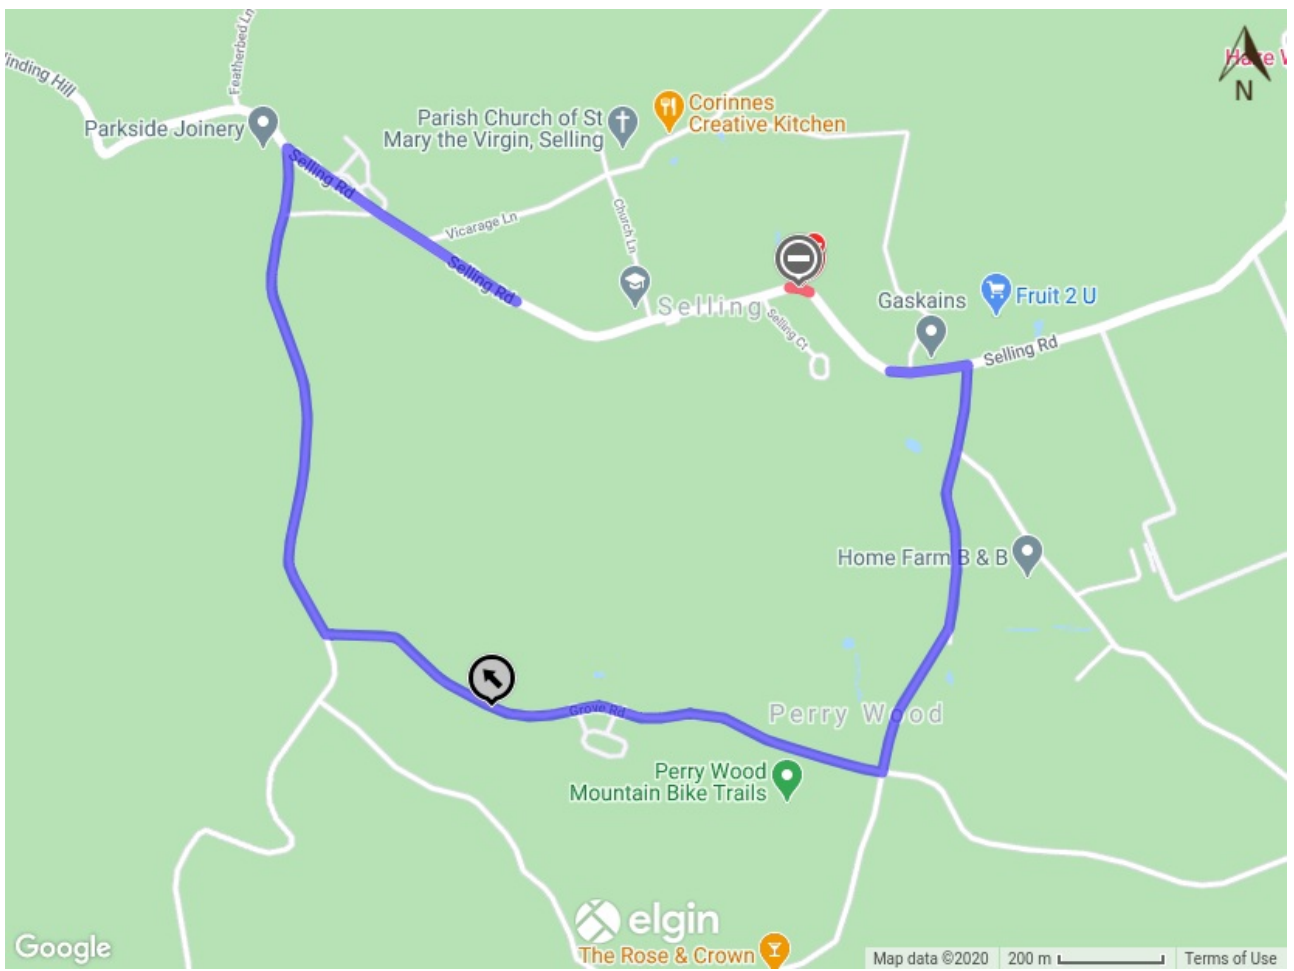 Winding Hill
Featherbed Ln
Parkside Joinery
Parish Church of St
Mary the Virgin, Selling
Corinnes
Creative Kitchen
N
Selling Rd
Vicarage Ln
Church Ln
Selling Rd
Selling
Selling Ct
Gaskains
Fruit 2 U
Selling Rd
Home Farm B & B
Grove Rd
Perry Wood
Perry Wood
Mountain Bike Trails
elgin
The Rose & Crown
Google
Map data ©2020
200 m
Terms of Use